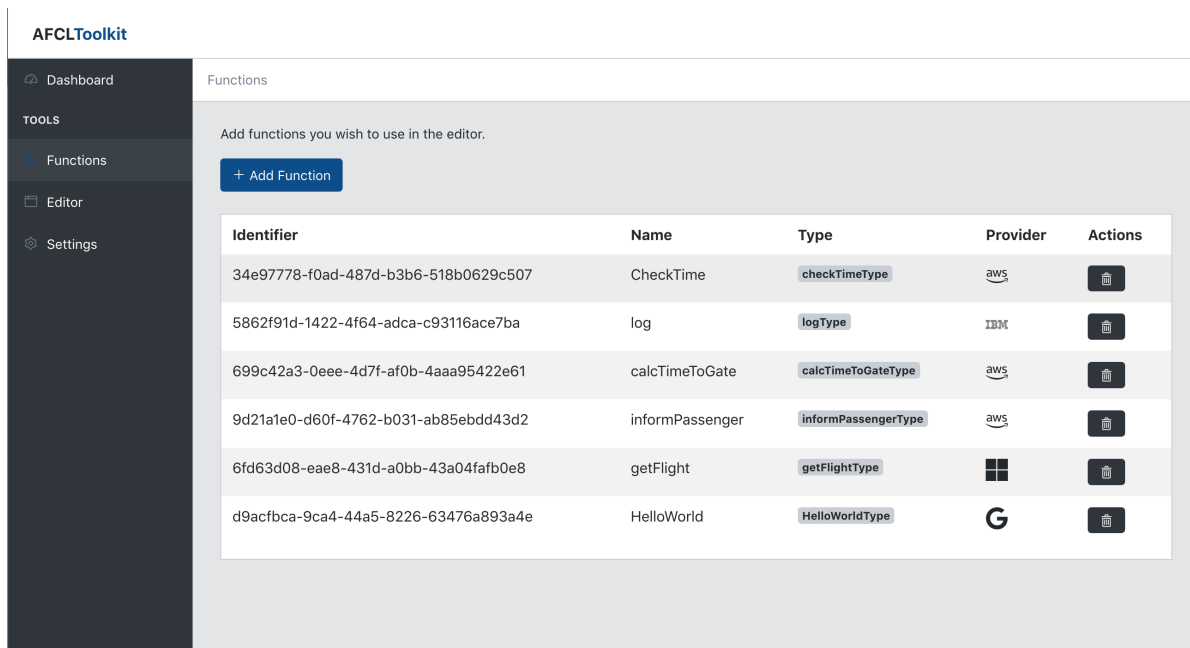 AFCLToolkit
Dashboard
Functions
TOOLS
Functions
Editor
Settings
Add functions you wish to use in the editor.
+ Add Function
Identifier Name Type Provider Actions
34e97778-f0ad-487d-b3b6-518b0629c507 CheckTime checkTimeType aws
5862f91d-1422-4f64-adca-c93116ace7ba log logType IBM
699c42a3-0eee-4d7f-af0b-4aaa95422e61 calcTimeToGate calcTimeToGateType aws
9d21a1e0-d60f-4762-b031-ab85ebdd43d2 informPassenger informPassengerType aws
6fd63d08-eae8-431d-a0bb-43a04fafb0e8 getFlight getFlightType
d9acfbca-9ca4-44a5-8226-63476a893a4e HelloWorld HelloWorldType G